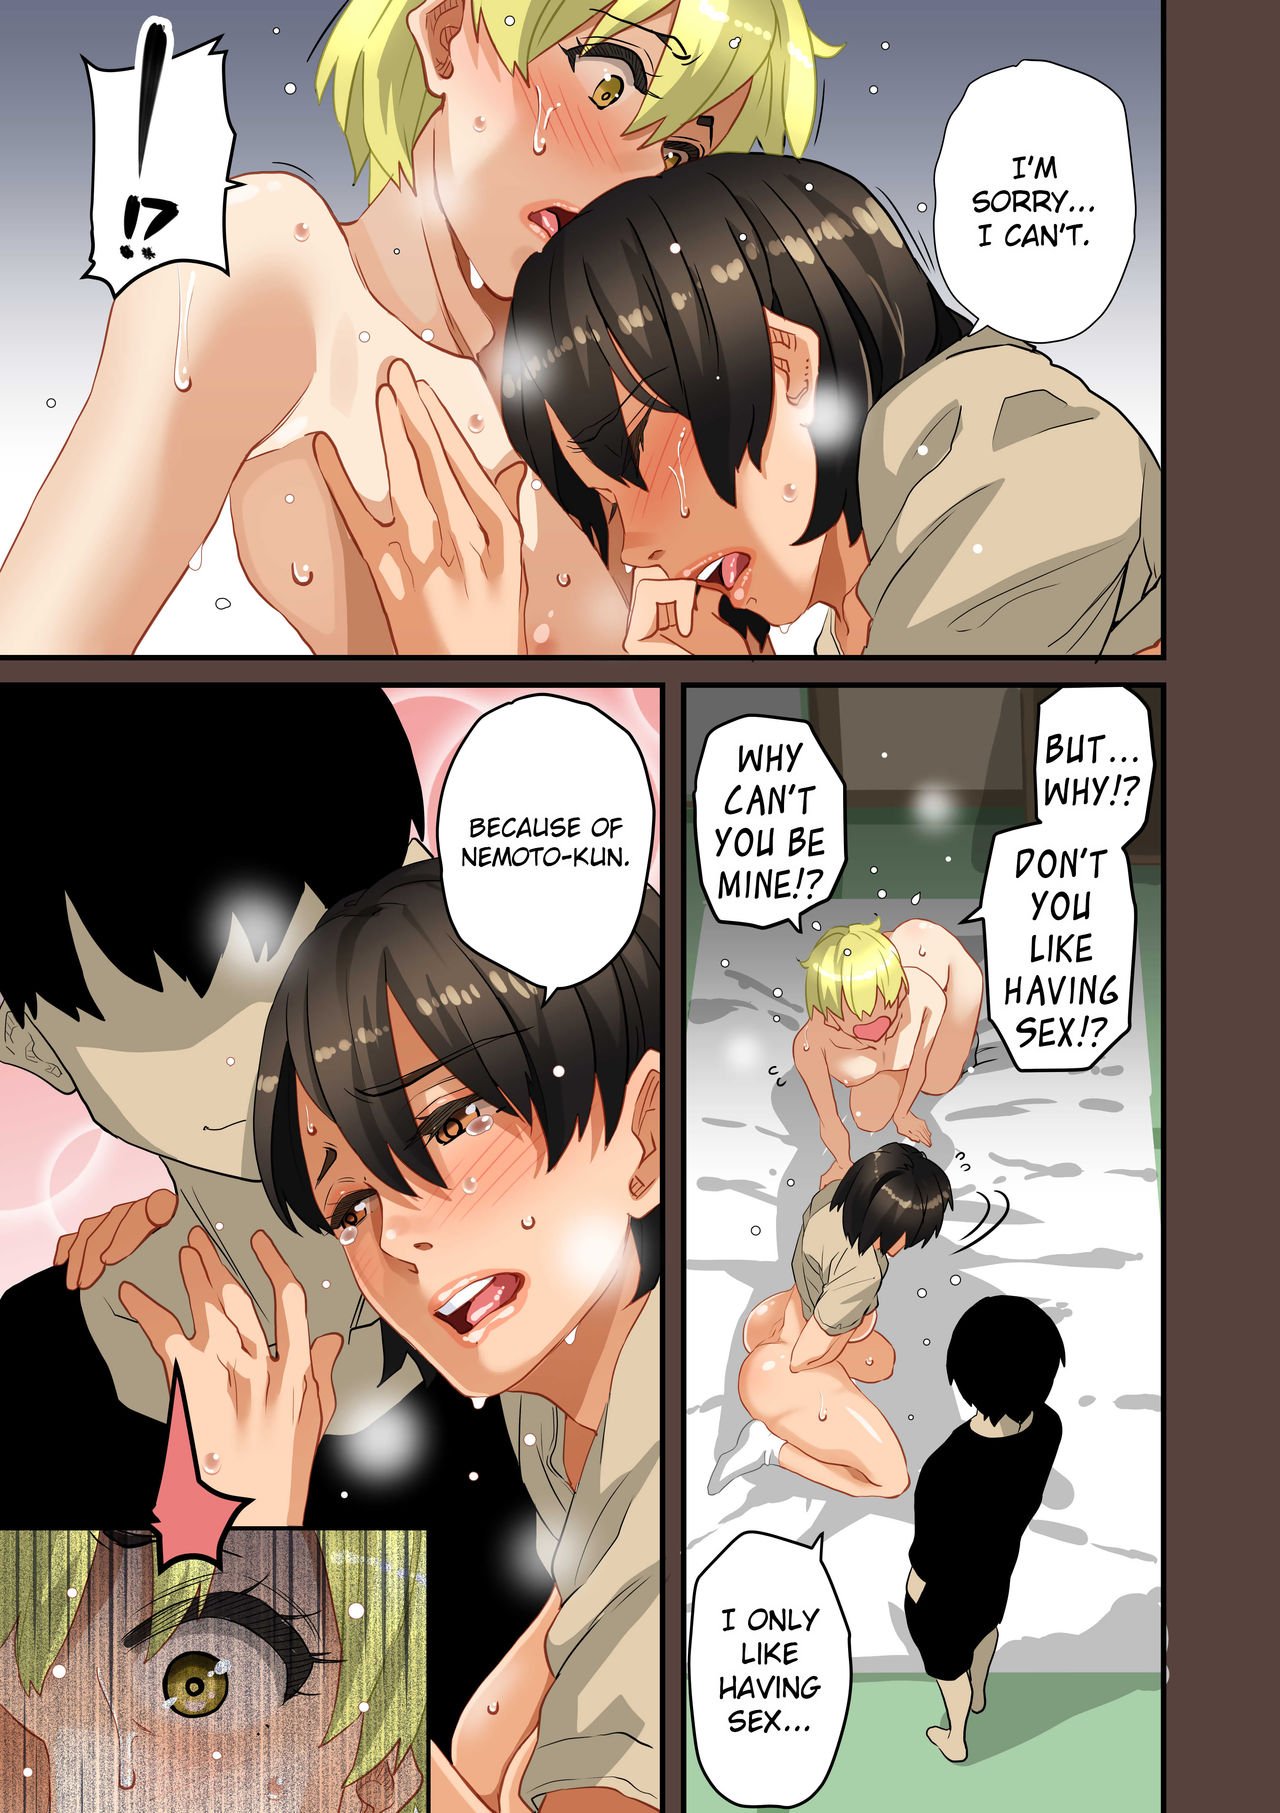 !
!?
I'M
SORRY...
I CAN'T.
BUT...
WHY!?
DON'T
YOU
LIKE
HAVING
SEX!?
WHY
CAN'T
YOU BE
MINE!?
I ONLY
LIKE
HAVING
SEX...
BECAUSE OF
NEMOTO-KUN.